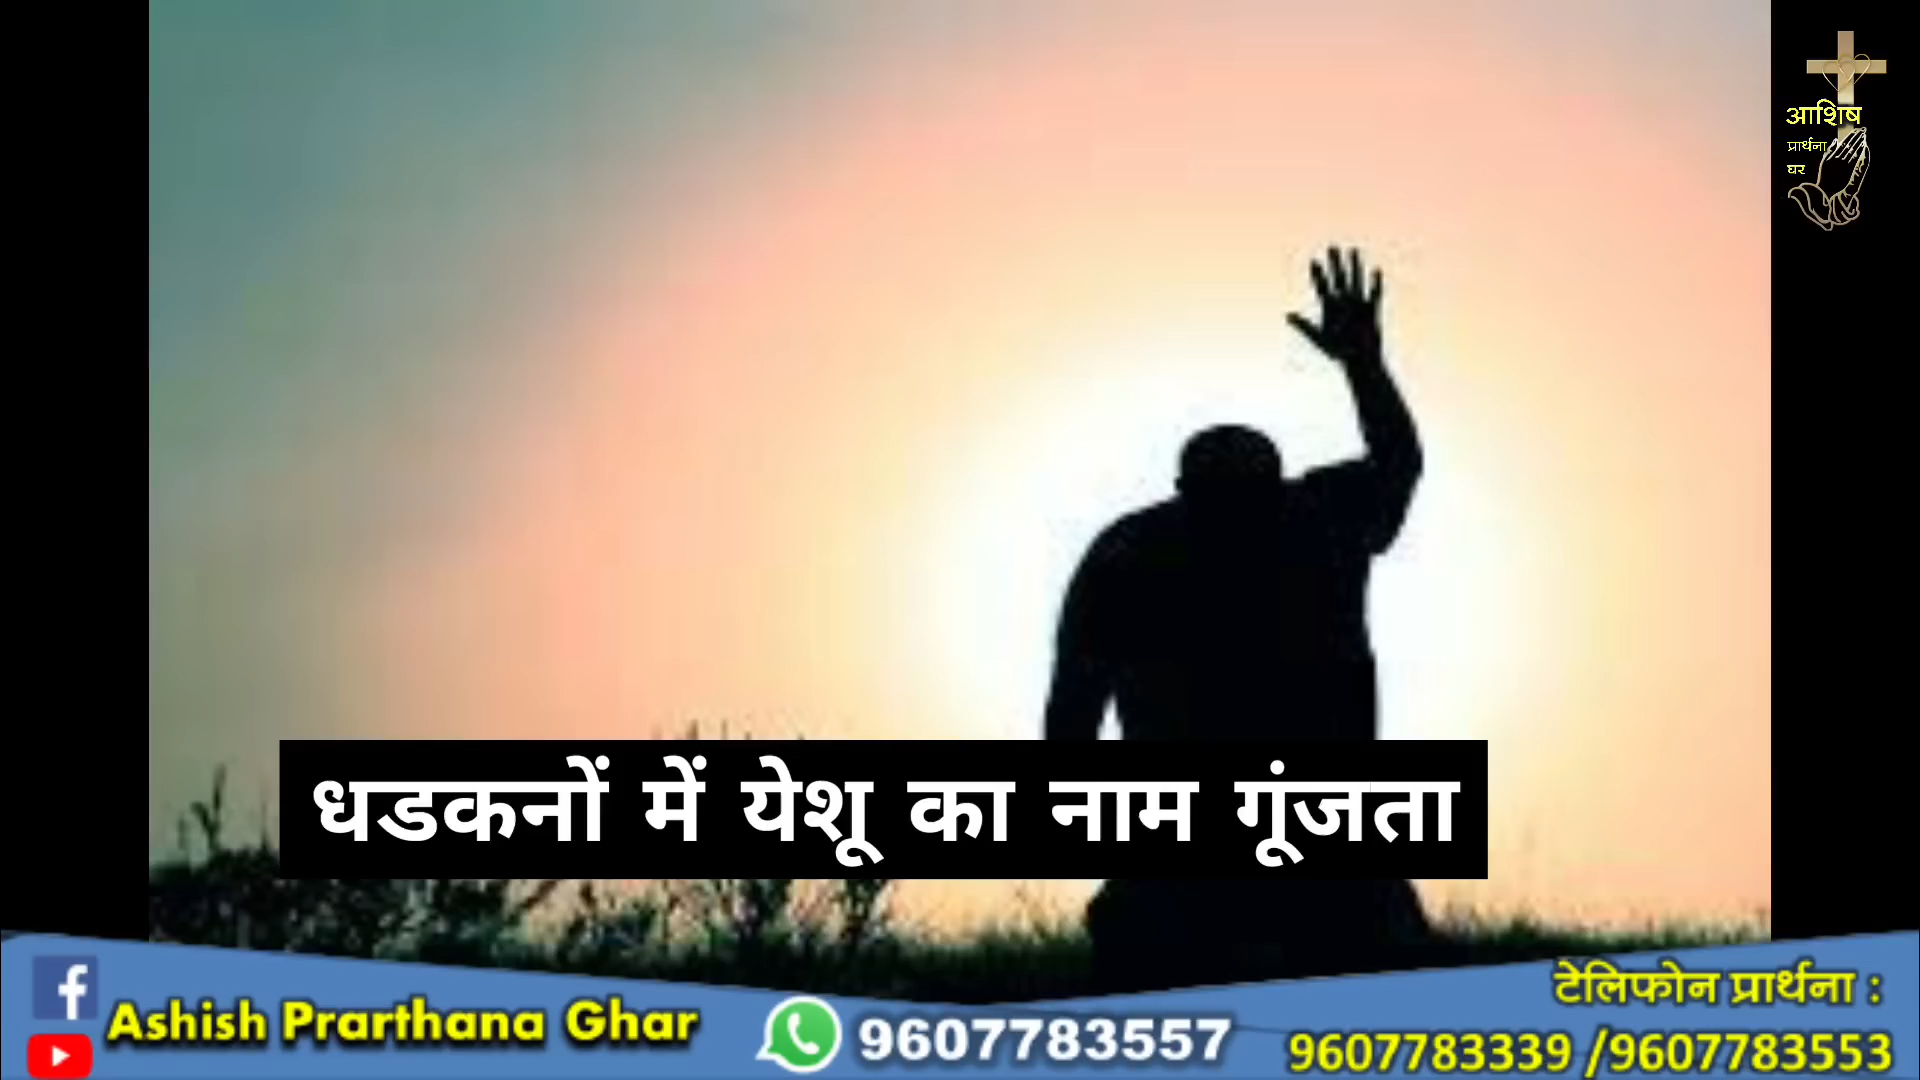 आशिष
प्रार्थना
घर
धडकनों में येशू का नाम गूंजता
Ashish Prarthana Ghar
9607783557
टेलिफोन प्रार्थना :
9607783339 /9607783553